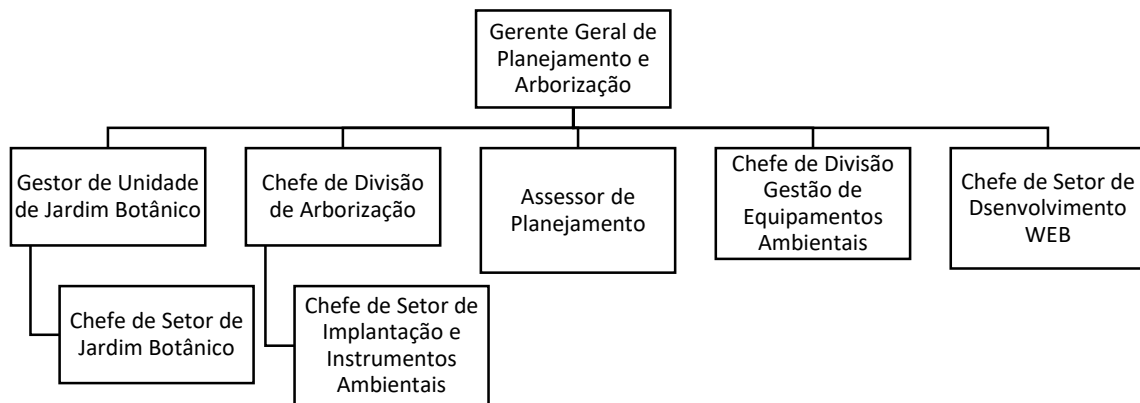 Gerente Geral de
Planejamento e
Arborização
Gestor de Unidade
de Jardim Botânico
Chefe de Divisão
de Arborização
Assessor de
Planejamento
Chefe de Divisão
Gestão de
Equipamentos
Ambientais
Chefe de Setor de
Dsenvolvimento
WEB
Chefe de Setor de
Jardim Botânico
Chefe de Setor de
Implantação e
Instrumentos
Ambientais